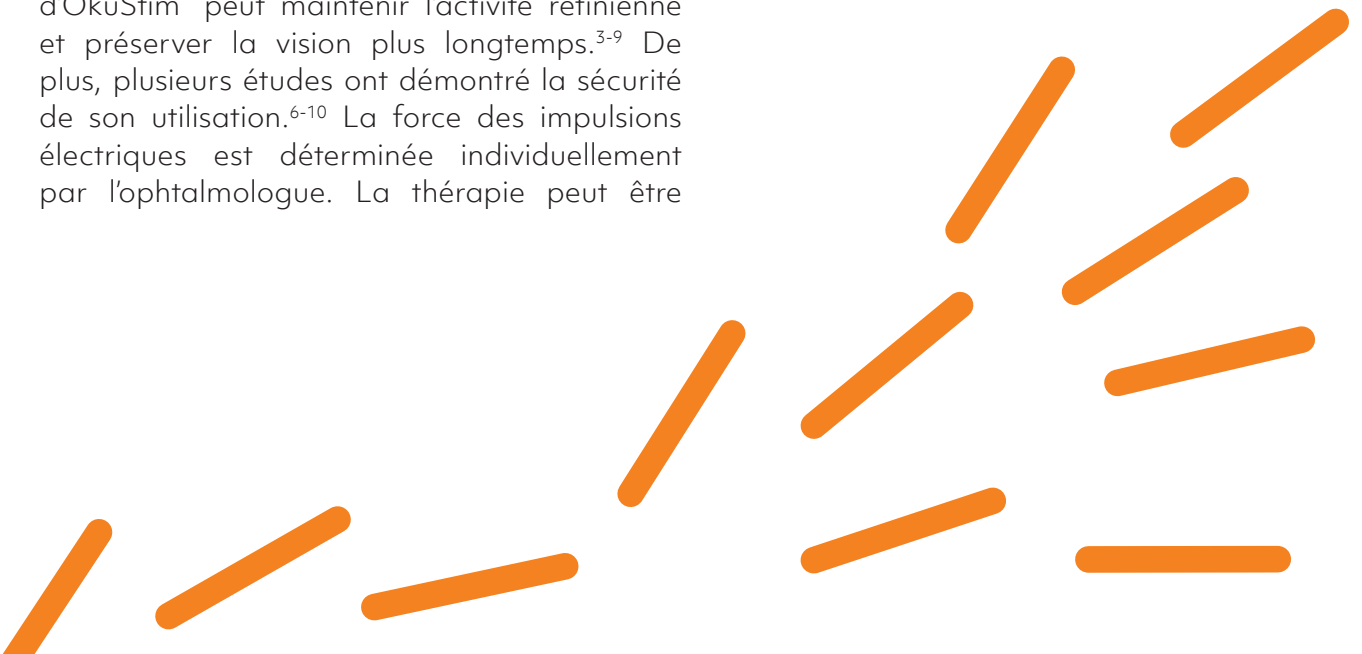 d'OkuStim peut maintenir l'activité rétinienne
et préserver la vision plus longtemps.³⁻⁹ De
plus, plusieurs études ont démontré la sécurité
de son utilisation.⁶⁻¹⁰ La force des impulsions
électriques est déterminée individuellement
par l'ophtalmologue. La thérapie peut être